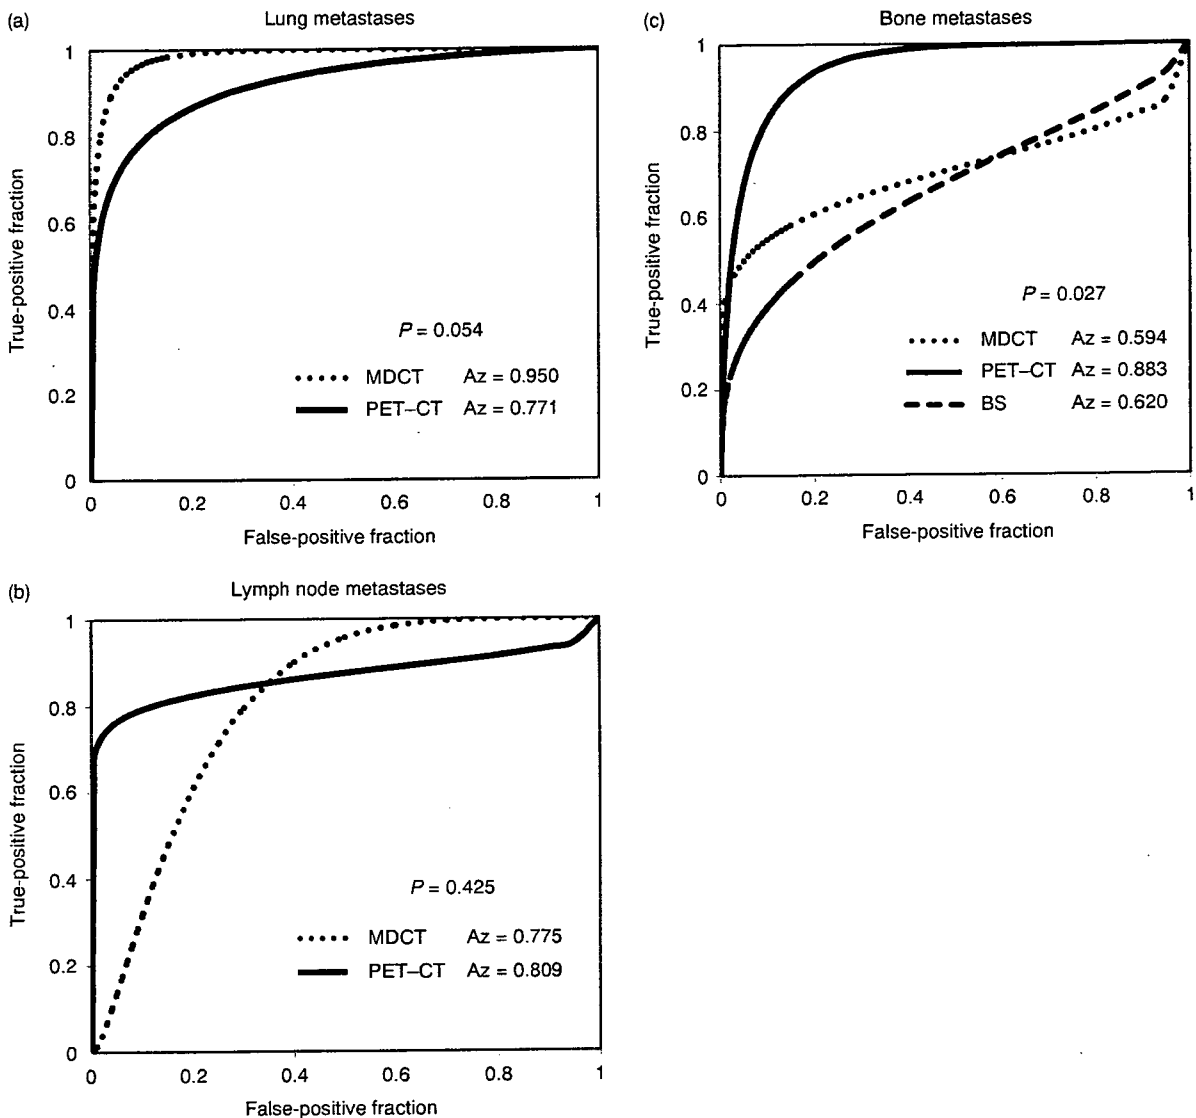 (a)
Lung metastases
1
0.8
0.6
0.4
0.2
0
True-positive fraction
P = 0.054
MDCT Az = 0.950
PET–CT Az = 0.771
0 0.2 0.4 0.6 0.8 1
False-positive fraction
(c)
Bone metastases
1
0.8
0.6
0.4
0.2
0
True-positive fraction
P = 0.027
MDCT Az = 0.594
PET–CT Az = 0.883
BS Az = 0.620
0 0.2 0.4 0.6 0.8 1
False-positive fraction
(b)
Lymph node metastases
1
0.8
0.6
0.4
0.2
0
True-positive fraction
P = 0.425
MDCT Az = 0.775
PET–CT Az = 0.809
0 0.2 0.4 0.6 0.8 1
False-positive fraction